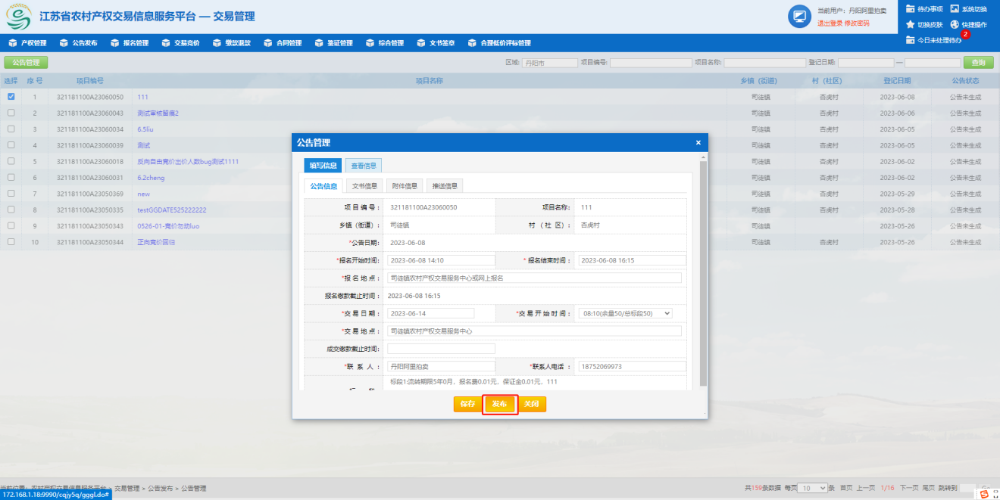 江苏省农村产权交易信息服务平台 — 交易管理
当前用户：丹阳阿里拍卖
退出登录 修改密码
待办事项 系统切换
切换皮肤 快捷操作
今日未处理待办 2
产权管理 公告发布 报名管理 交易竞价 缴款退款 合同管理 鉴证管理 综合管理 文书签章 合理低价评标管理
公告管理 区域: 丹阳市 项目编号: 项目名称: 登记日期: — 查询
选择 序号 项目编号 项目名称 乡镇（街道） 村（社区） 登记日期 公告状态
1 321181100A23060050 111 司徒镇 杏虎村 2023-06-08 公告未生成
2 321181100A23060043 测试审核留痕2 司徒镇 杏虎村 2023-06-06 公告未生成
3 321181100A23060034 6.5liu 司徒镇 杏虎村 2023-06-05 公告未生成
4 321181100A23060039 测试 司徒镇 杏虎村 2023-06-05 公告未生成
5 321181100A23060018 反向自由竞价出价人数bug测试1111 司徒镇 杏虎村 2023-06-02 公告未生成
6 321181100A23060031 6.2cheng 司徒镇 杏虎村 2023-06-02 公告未生成
7 321181100A23050369 new 司徒镇 杏虎村 2023-05-29 公告未生成
8 321181100A23050335 testGGDATE525222222 司徒镇 杏虎村 2023-05-28 公告未生成
9 321181100A23050343 0526-01-竞价勿动luo 司徒镇 2023-05-26 公告未生成
10 321181100A23050344 正向竞价回归 司徒镇 杏虎村 2023-05-26 公告未生成
公告管理 ×
填写信息 查看信息
公告信息 文书信息 附件信息 推送信息
项目编号： 321181100A23060050 项目名称: 111
乡镇（街道）: 司徒镇 村（社区）: 杏虎村
*公告日期: 2023-06-08
*报名开始时间: 2023-06-08 14:10 *报名结束时间： 2023-06-08 16:15
*报名地点： 司徒镇农村产权交易服务中心或网上报名
报名缴款截止时间： 2023-06-08 16:15
*交易日期： 2023-06-14 *交易开始时间： 08:10(余量50/总标段50)
*交易地点： 司徒镇农村产权交易服务中心
成交缴款截止时间:
*联系人： 丹阳阿里拍卖 *联系人电话： 18752069973
标段1:流转期限5年0月，报名费0.01元，保证金0.01元，111
保存 发布 关闭
当前位置：农村产权交易信息服务平台 » 交易管理 » 公告发布 » 公告管理
共159条数据 每页 10 条 首页 上一页 1/16 下一页 尾页 跳转到 Go
172.168.1.18:9990/cqjy5q/gggl.do#